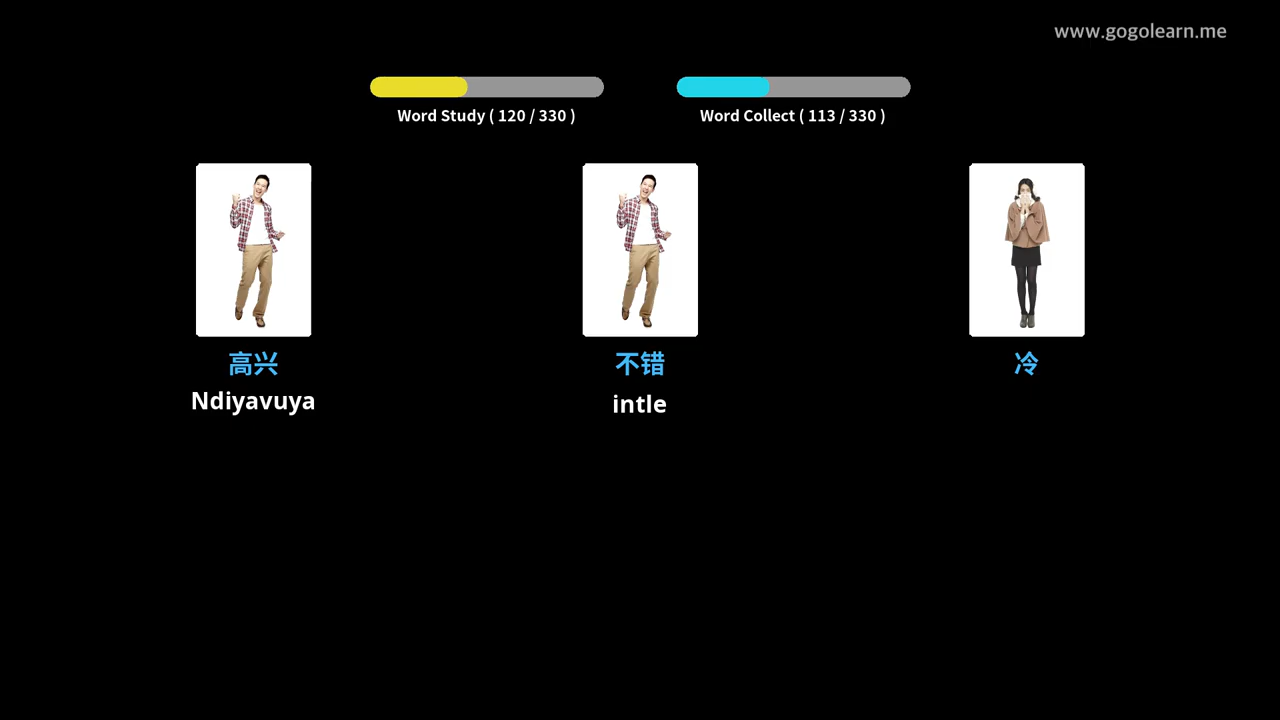 www.gogolearn.me
Word Study ( 120 / 330 )
Word Collect ( 113 / 330 )
高兴
不错
冷
Ndiyavuya
intle